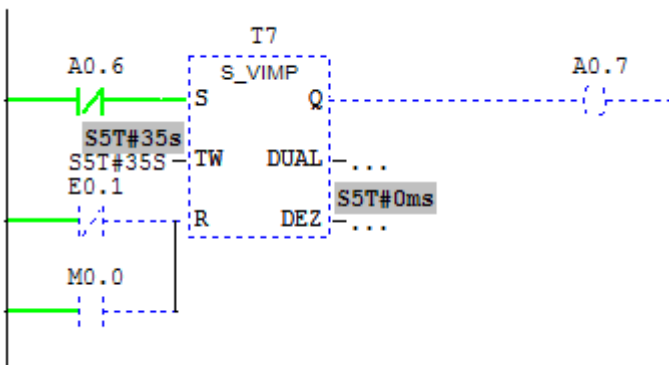 T7
A0.6
S_VIMP
A0.7
S
Q
S5T#35s
S5T#35S
TW
DUAL
...
E0.1
S5T#0ms
R
DEZ
...
M0.0